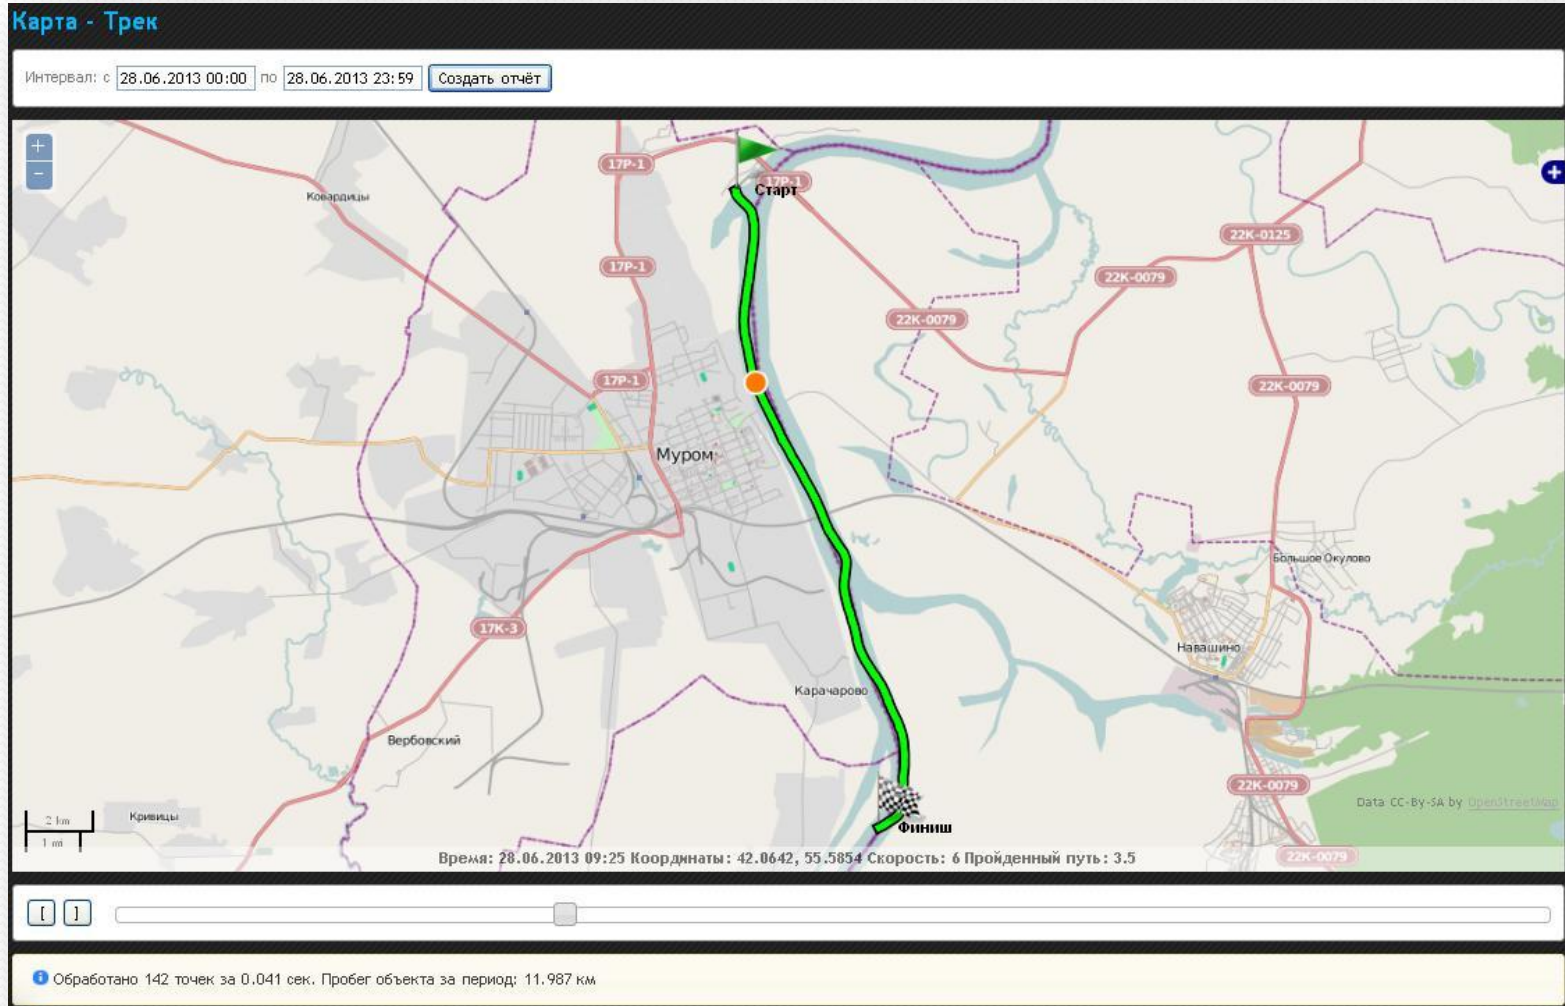 Карта - Трек
Интервал: с 28.06.2013 00:00 по 28.06.2013 23:59 Создать отчёт
+
-
17Р-1
Старт
17Р-1
Ковардицы
22К-0125
17Р-1
22К-0079
22К-0079
17Р-1
22К-0079
Муром
Большое Окулово
17К-3
Навашино
Карачарово
Вербовский
22К-0079
Data CC-By-SA by OpenStreetMap
2 km
1 mi
Кривицы
Финиш
Время: 28.06.2013 09:25 Координаты: 42.0642, 55.5854 Скорость: 6 Пройденный путь: 3.5
22К-0079
[ ]
Обработано 142 точек за 0.041 сек. Пробег объекта за период: 11.987 км